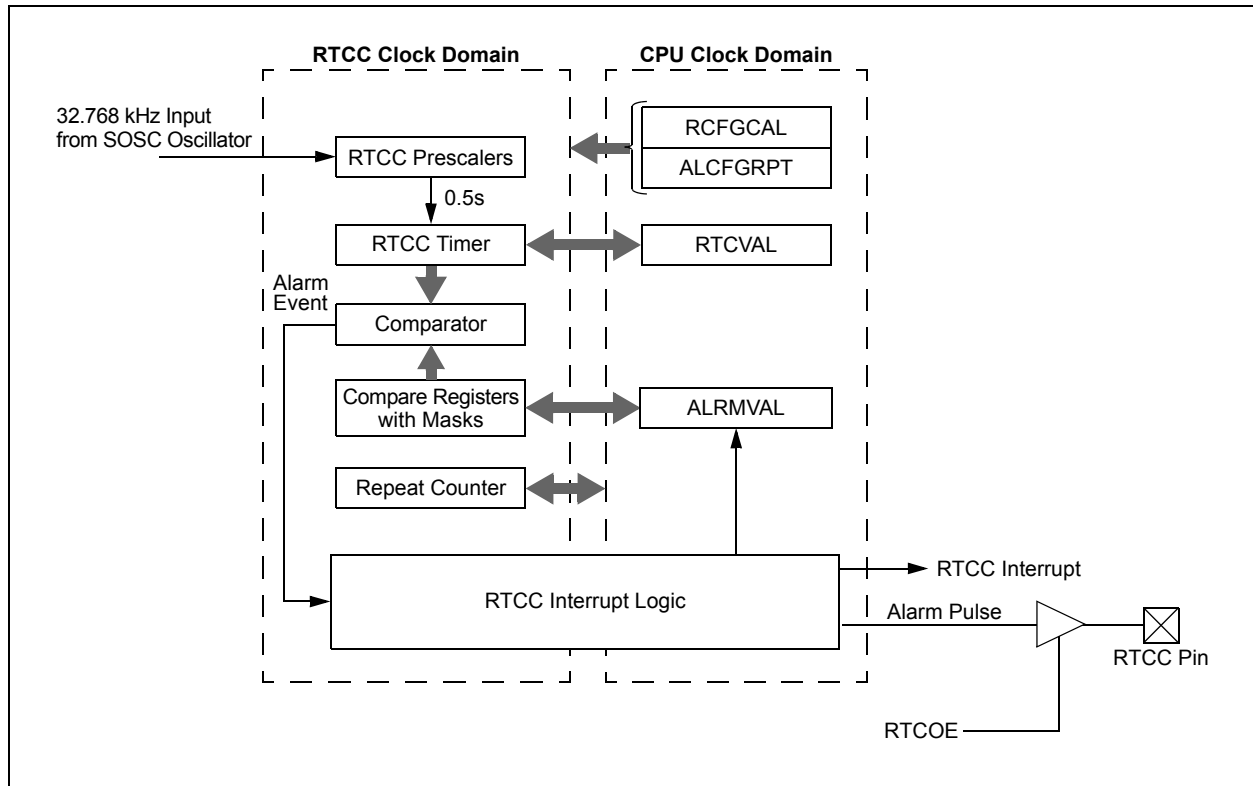 RTCC Clock Domain
CPU Clock Domain
32.768 kHz Input
from SOSC Oscillator
RTCC Prescalers
RCFGCAL
ALCFGRPT
0.5s
RTCC Timer
RTCVAL
Alarm
Event
Comparator
Compare Registers
with Masks
ALRMVAL
Repeat Counter
RTCC Interrupt Logic
RTCC Interrupt
Alarm Pulse
RTCC Pin
RTCOE